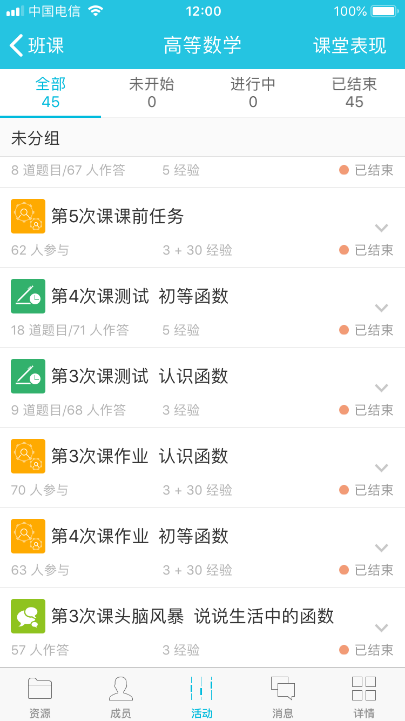 中国电信 12:00 100%
班课 高等数学 课堂表现
全部 未开始 进行中 已结束
45 0 0 45
未分组
8 道题目/67 人作答 5 经验 已结束
第5次课课前任务
62 人参与 3 + 30 经验 已结束
第4次课测试 初等函数
18 道题目/71 人作答 5 经验 已结束
第3次课测试 认识函数
9 道题目/68 人作答 3 经验 已结束
第3次课作业 认识函数
70 人参与 3 + 30 经验 已结束
第4次课作业 初等函数
63 人参与 3 + 30 经验 已结束
第3次课头脑风暴 说说生活中的函数
57 人作答 3 经验 已结束
资源 成员 活动 消息 详情